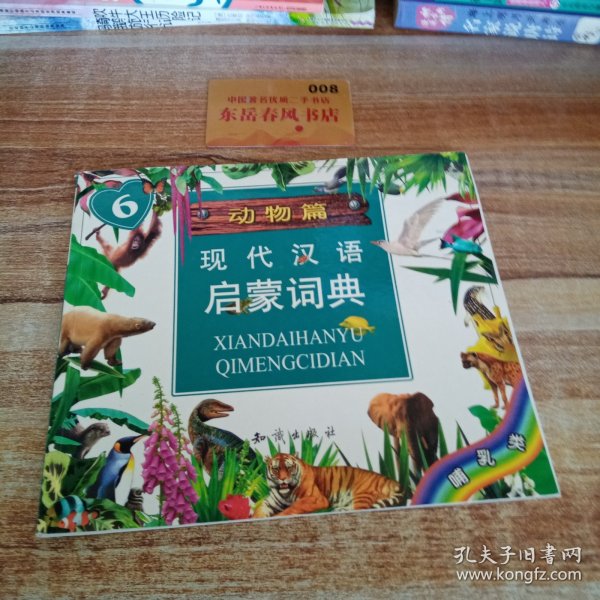 008
中国著名优质二手书店
东岳春风书店
6
动物篇
现代汉语
启蒙词典
XIANDAIHANYU
QIMENGCIDIAN
知识出版社
哺乳类
孔夫子旧书网
www.kongfz.com